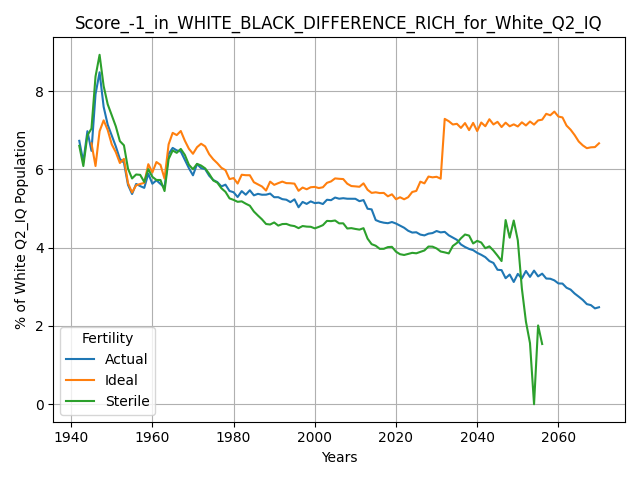 Score_-1_in_WHITE_BLACK_DIFFERENCE_RICH_for_White_Q2_IQ
% of White Q2_IQ Population
8
6
4
2
0
Fertility
Actual
Ideal
Sterile
1940 1960 1980 2000 2020 2040 2060
Years